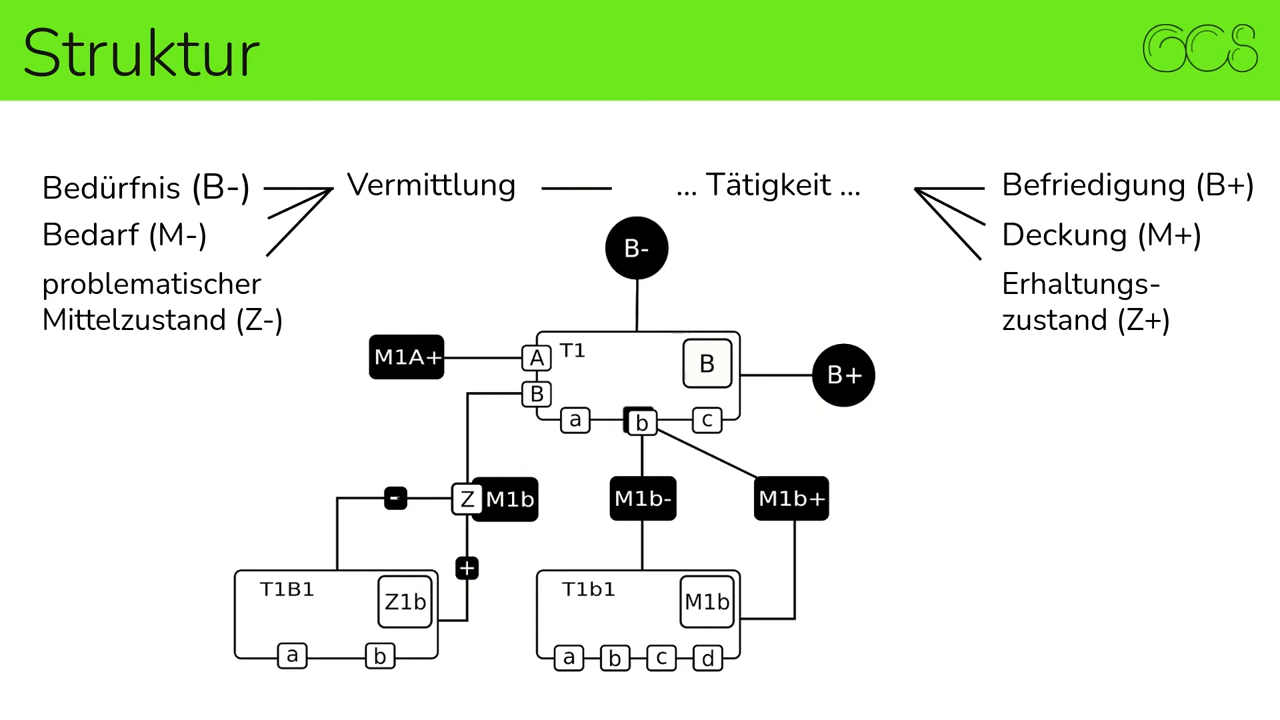 Struktur
GCS
Bedürfnis (B-)
Vermittlung
... Tätigkeit ...
Befriedigung (B+)
Bedarf (M-)
Deckung (M+)
problematischer
Mittelzustand (Z-)
Erhaltungs-
zustand (Z+)
B-
M1A+
A
T1
B
B+
B
a
b
c
-
Z
M1b
M1b-
M1b+
+
T1B1
Z1b
a
b
T1b1
M1b
a
b
c
d